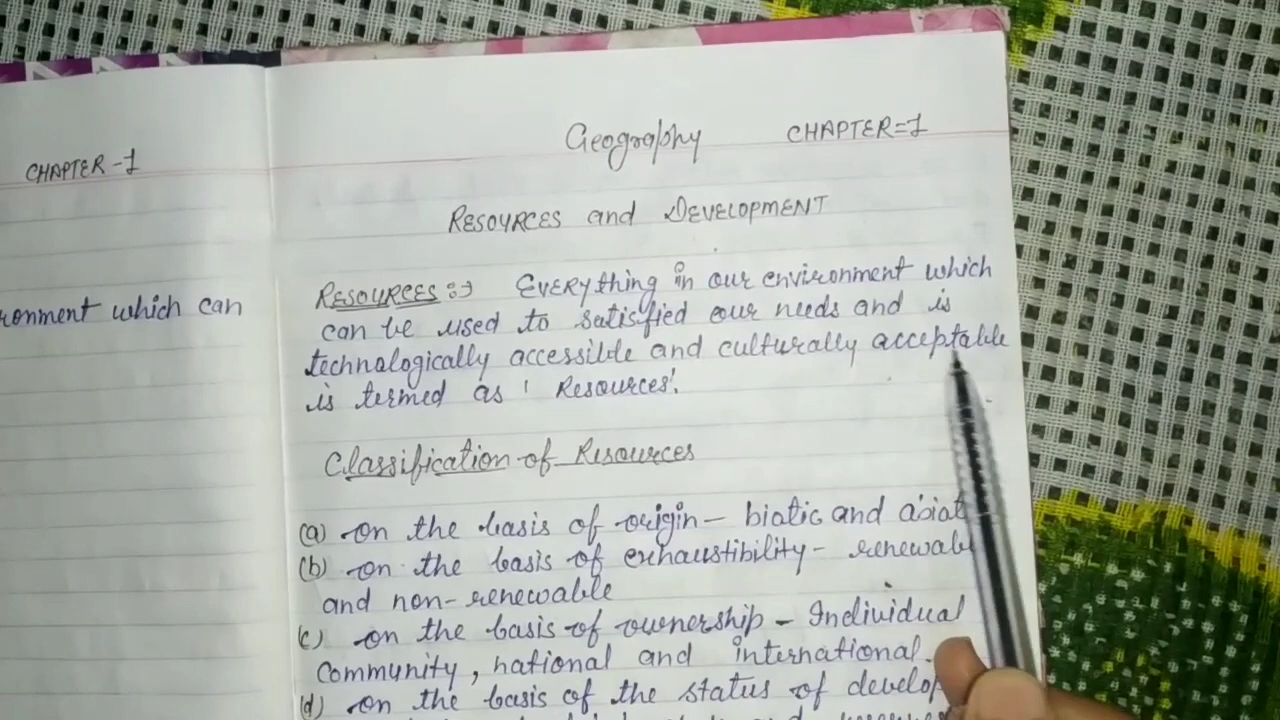 CHAPTER-1
ronment which can
Geography CHAPTER=1
RESOURCES and DEVELOPMENT
RESOURCES :→ EVERYthing in our environment which
can be used to satisfied our needs and is
technologically accessible and culturally acceptable
is termed as 'Resources'.
Classification of Resources
(a) on the basis of origin - biotic and abiot
(b) on the basis of exhaustibility - renewabl
and non-renewable
(c) on the basis of ownership - Individual
community, national and international.
(d) on the basis of the status of develop